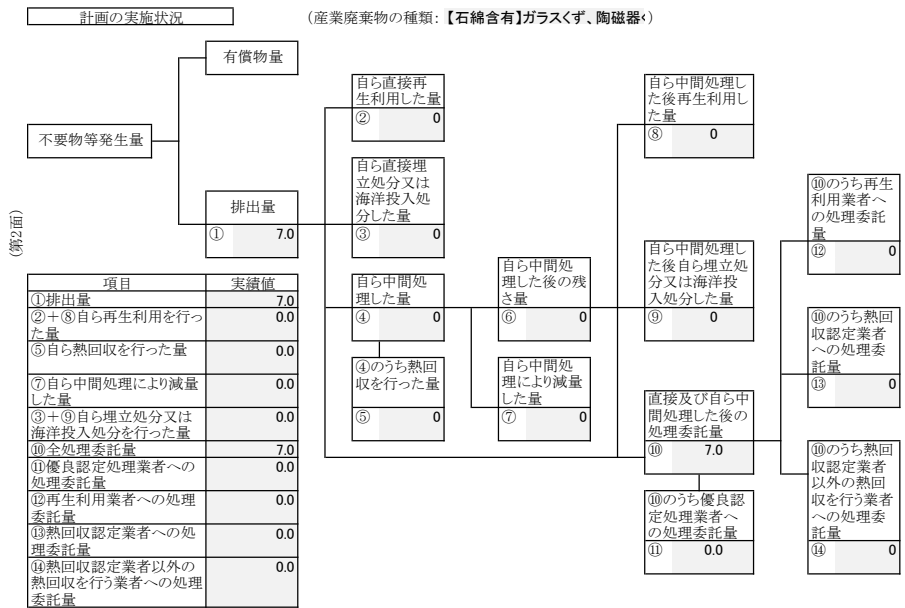 計画の実施状況
(産業廃棄物の種類：【石綿含有】ガラスくず、陶磁器く)
有償物量
不要物等発生量
排出量
① 7.0
(第2面)
自ら直接再
生利用した量
② 0
自ら直接埋
立処分又は
海洋投入処
分した量
③ 0
自ら中間処
理した量
④ 0
④のうち熱回
収を行った量
⑤ 0
自ら中間処
理した後の残
さ量
⑥ 0
自ら中間処
理により減量
した量
⑦ 0
自ら中間処理し
た後再生利用し
た量
⑧ 0
自ら中間処理し
た後自ら埋立処
分又は海洋投
入処分した量
⑨ 0
直接及び自ら中
間処理した後の
処理委託量
⑩ 7.0
⑩のうち優良認
定処理業者へ
の処理委託量
⑪ 0.0
⑩のうち再生
利用業者へ
の処理委託
量
⑫ 0
⑩のうち熱回
収認定業者
への処理委
託量
⑬ 0
⑩のうち熱回
収認定業者
以外の熱回
収を行う業者
への処理委
託量
⑭ 0
項目 実績値
①排出量 7.0
②＋⑧自ら再生利用を行っ 0.0
た量
⑤自ら熱回収を行った量 0.0
⑦自ら中間処理により減量 0.0
した量
③＋⑨自ら埋立処分又は 0.0
海洋投入処分を行った量
⑩全処理委託量 7.0
⑪優良認定処理業者への 0.0
処理委託量
⑫再生利用業者への処理 0.0
委託量
⑬熱回収認定業者への処 0.0
理委託量
⑭熱回収認定業者以外の 0.0
熱回収を行う業者への処理
委託量